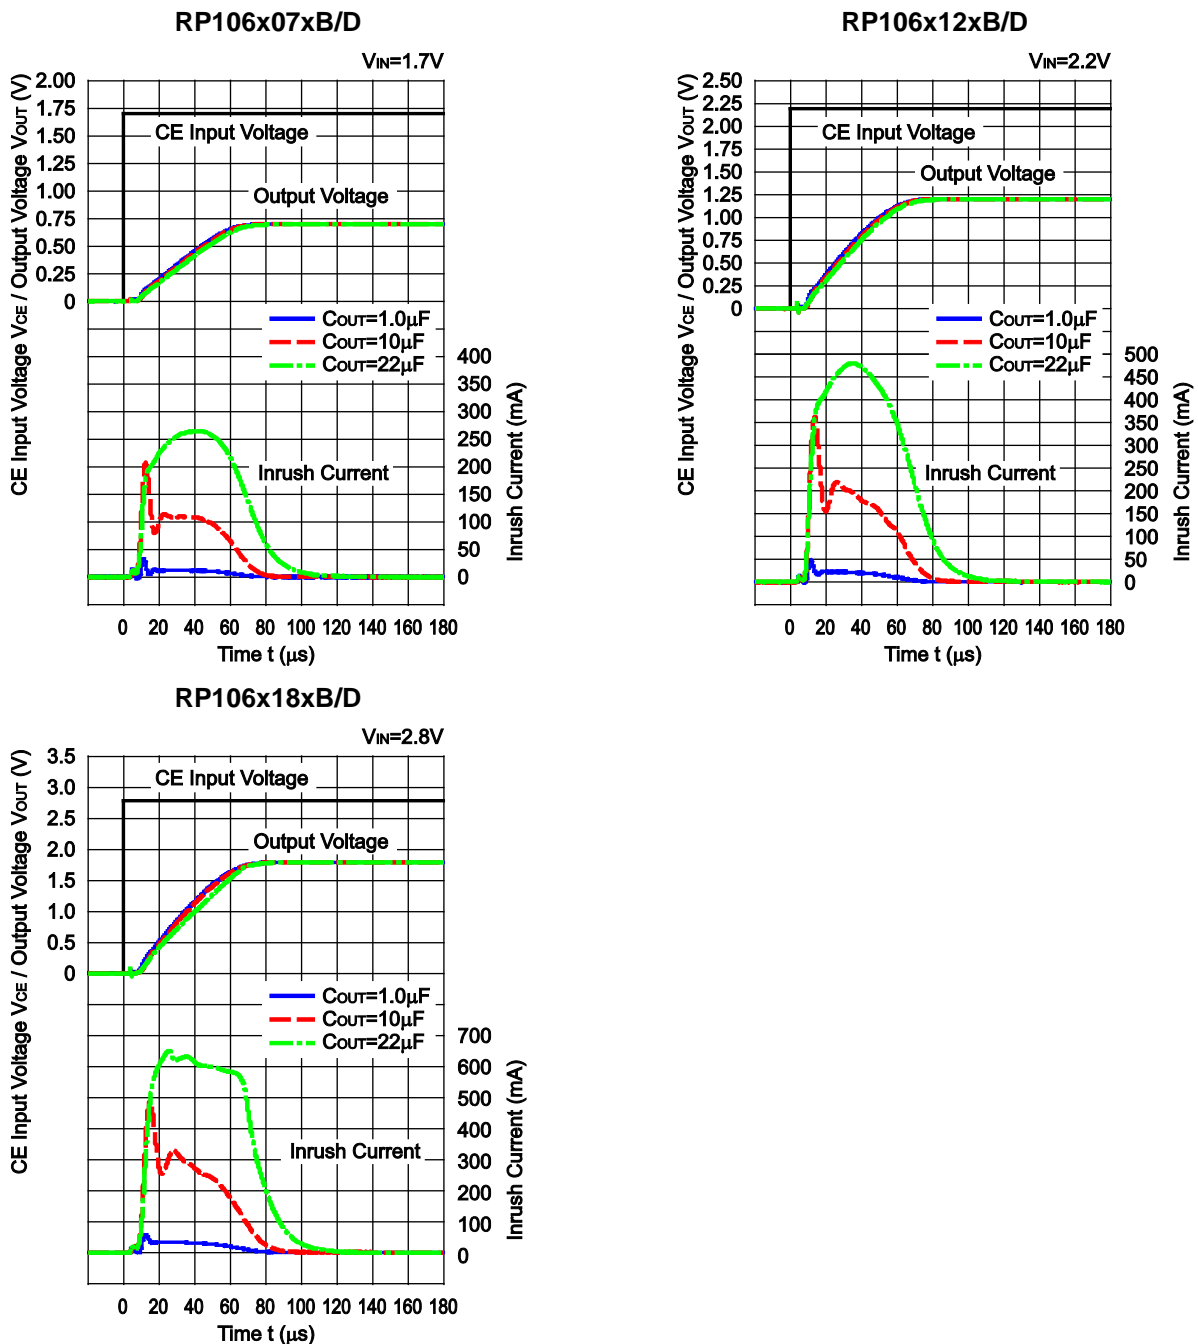 RP106x07xB/D
VIN=1.7V
CE Input Voltage VCE / Output Voltage VOUT (V)
2.00
1.75
1.50
1.25
1.00
0.75
0.50
0.25
0
CE Input Voltage
Output Voltage
COUT=1.0μF
COUT=10μF
COUT=22μF
400
350
300
250
200
150
100
50
0
Inrush Current (mA)
Inrush Current
0 20 40 60 80 100 120 140 160 180
Time t (μs)
RP106x12xB/D
VIN=2.2V
CE Input Voltage VCE / Output Voltage VOUT (V)
2.50
2.25
2.00
1.75
1.50
1.25
1.00
0.75
0.50
0.25
0
CE Input Voltage
Output Voltage
COUT=1.0μF
COUT=10μF
COUT=22μF
500
450
400
350
300
250
200
150
100
50
0
Inrush Current (mA)
Inrush Current
0 20 40 60 80 100 120 140 160 180
Time t (μs)
RP106x18xB/D
VIN=2.8V
CE Input Voltage VCE / Output Voltage VOUT (V)
3.5
3.0
2.5
2.0
1.5
1.0
0.5
0
CE Input Voltage
Output Voltage
COUT=1.0μF
COUT=10μF
COUT=22μF
700
600
500
400
300
200
100
0
Inrush Current (mA)
Inrush Current
0 20 40 60 80 100 120 140 160 180
Time t (μs)